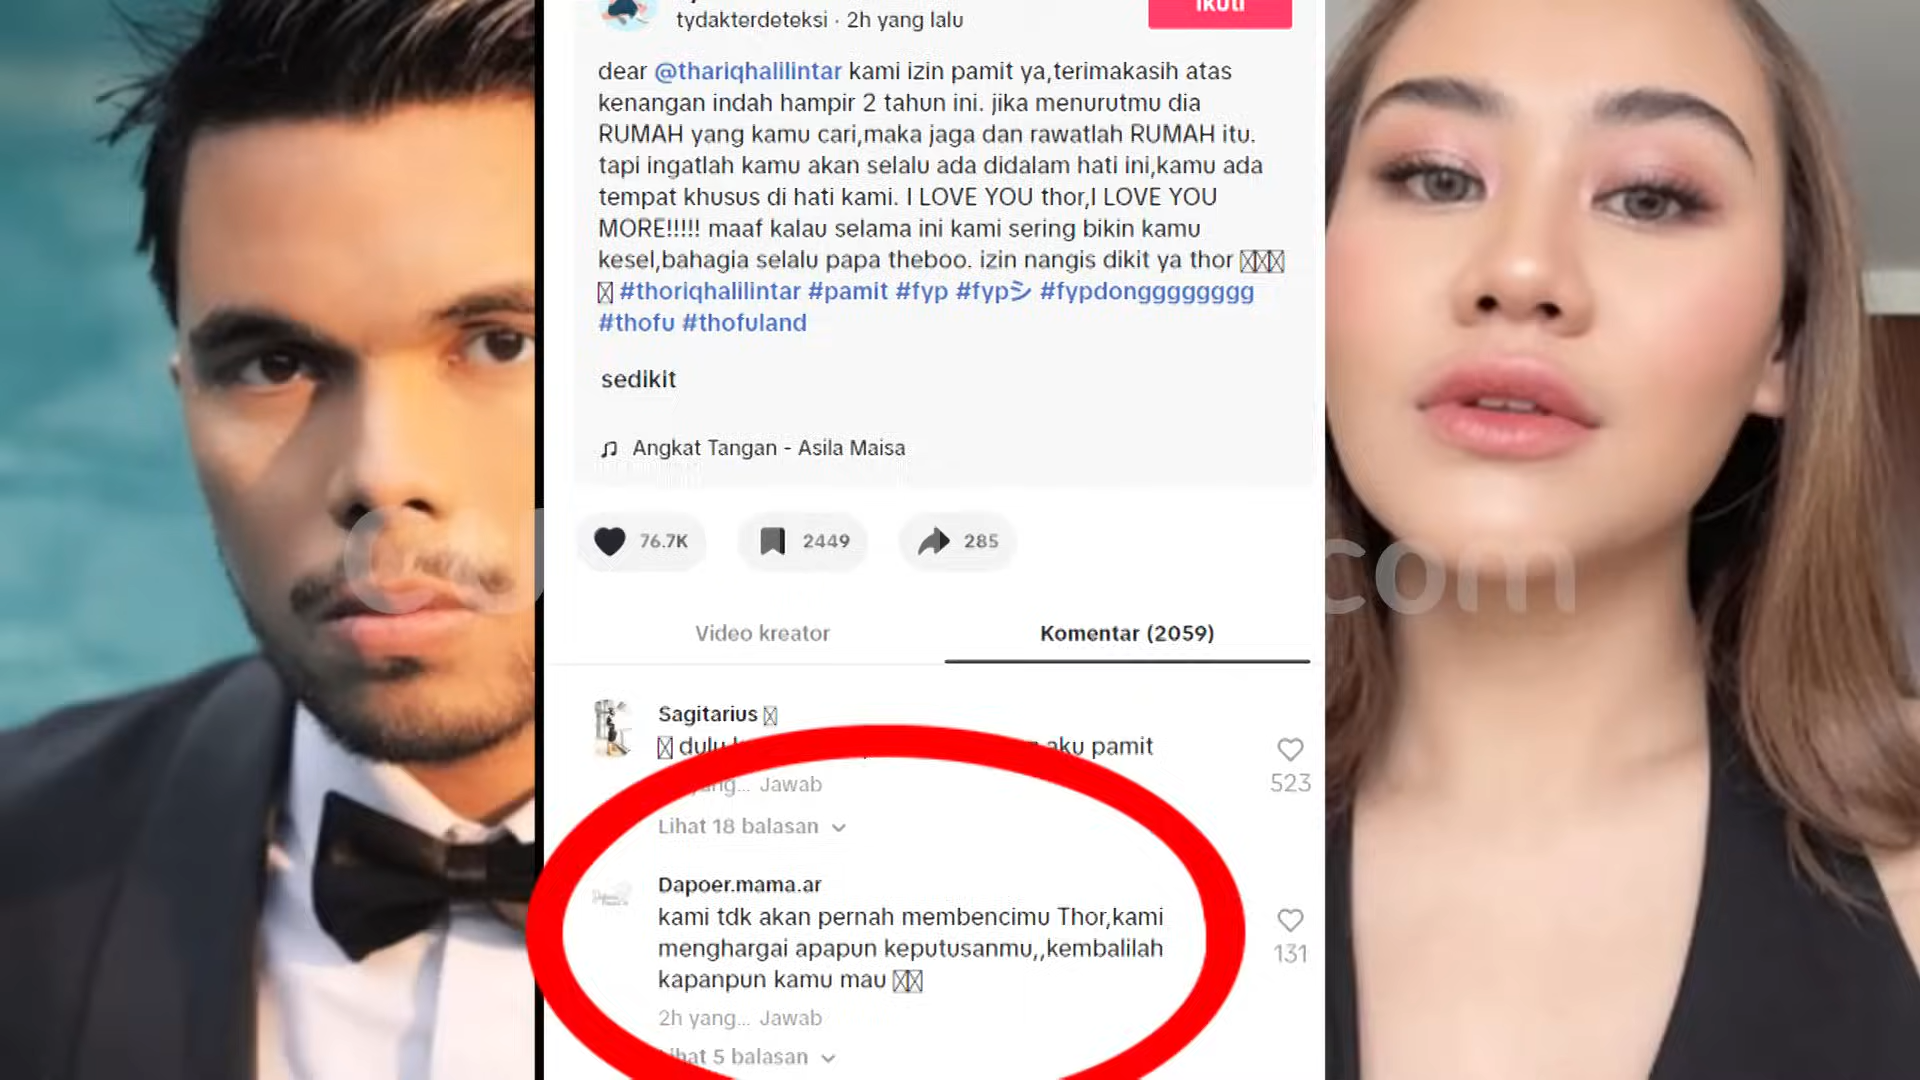 Ikuti
tydakterdeteksi · 2h yang lalu
dear @thariqhalilintar kami izin pamit ya,terimakasih atas
kenangan indah hampir 2 tahun ini. jika menurutmu dia
RUMAH yang kamu cari,maka jaga dan rawatlah RUMAH itu.
tapi ingatlah kamu akan selalu ada didalam hati ini,kamu ada
tempat khusus di hati kami. I LOVE YOU thor,I LOVE YOU
MORE!!!!! maaf kalau selama ini kami sering bikin kamu
kesel,bahagia selalu papa theboo. izin nangis dikit ya thor
#thoriqhalilintar #pamit #fyp #fypシ #fypdongggggggg
#thofu #thofuland
sedikit
Angkat Tangan - Asila Maisa
76.7K 2449 285
com
Video kreator Komentar (2059)
Sagitarius
dulu aku pamit
523
Jawab
Lihat 18 balasan
Dapoer.mama.ar
kami tdk akan pernah membencimu Thor,kami
menghargai apapun keputusanmu,,kembalilah
kapanpun kamu mau
131
2h yang... Jawab
Lihat 5 balasan